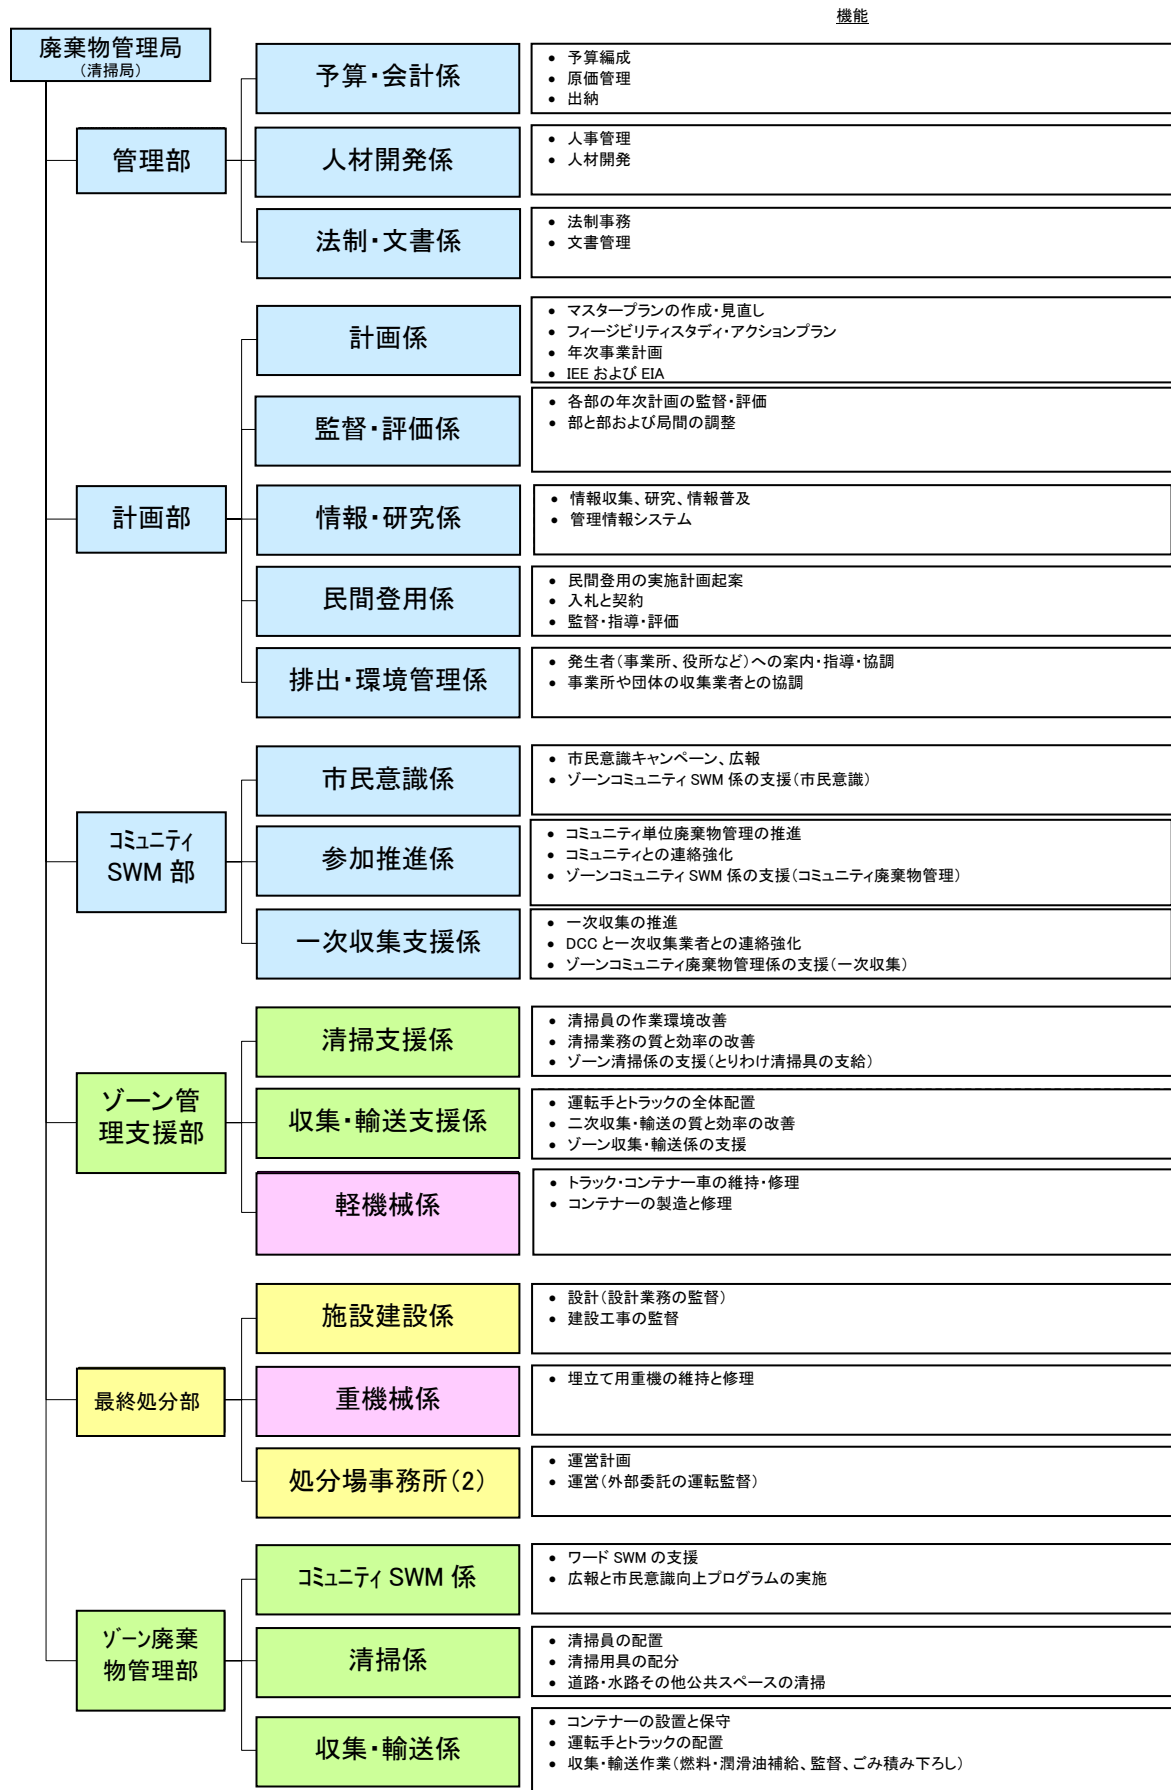 機能
廃棄物管理局
(清掃局)
予算・会計係
• 予算編成
• 原価管理
• 出納
管理部
人材開発係
• 人事管理
• 人材開発
法制・文書係
• 法制事務
• 文書管理
計画係
• マスタープランの作成・見直し
• フィージビリティスタディ・アクションプラン
• 年次事業計画
• IEE および EIA
監督・評価係
• 各部の年次計画の監督・評価
• 部と部および局間の調整
計画部
情報・研究係
• 情報収集、研究、情報普及
• 管理情報システム
民間登用係
• 民間登用の実施計画起案
• 入札と契約
• 監督・指導・評価
排出・環境管理係
• 発生者(事業所、役所など)への案内・指導・協調
• 事業所や団体の収集業者との協調
市民意識係
• 市民意識キャンペーン、広報
• ゾーンコミュニティ SWM 係の支援(市民意識)
コミュニティ
SWM 部
参加推進係
• コミュニティ単位廃棄物管理の推進
• コミュニティとの連絡強化
• ゾーンコミュニティ SWM 係の支援(コミュニティ廃棄物管理)
一次収集支援係
• 一次収集の推進
• DCC と一次収集業者との連絡強化
• ゾーンコミュニティ廃棄物管理係の支援(一次収集)
清掃支援係
• 清掃員の作業環境改善
• 清掃業務の質と効率の改善
• ゾーン清掃係の支援(とりわけ清掃具の支給)
ゾーン管
理支援部
収集・輸送支援係
• 運転手とトラックの全体配置
• 二次収集・輸送の質と効率の改善
• ゾーン収集・輸送係の支援
軽機械係
• トラック・コンテナー車の維持・修理
• コンテナーの製造と修理
施設建設係
• 設計(設計業務の監督)
• 建設工事の監督
最終処分部
重機械係
• 埋立て用重機の維持と修理
処分場事務所(2)
• 運営計画
• 運営(外部委託の運転監督)
コミュニティ SWM 係
• ワード SWM の支援
• 広報と市民意識向上プログラムの実施
ゾーン廃棄
物管理部
清掃係
• 清掃員の配置
• 清掃用具の配分
• 道路・水路その他公共スペースの清掃
収集・輸送係
• コンテナーの設置と保守
• 運転手とトラックの配置
• 収集・輸送作業(燃料・潤滑油補給、監督、ごみ積み下ろし)